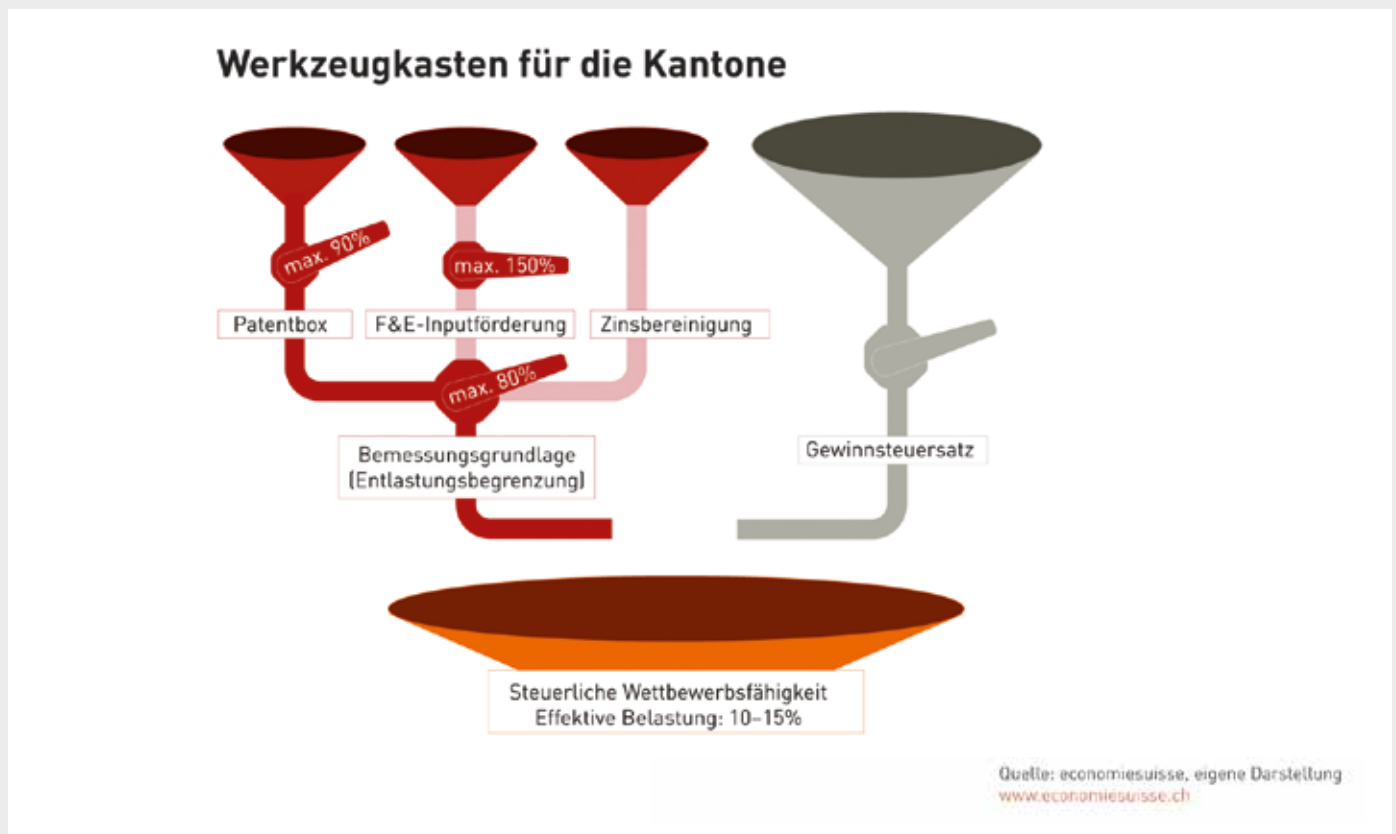 Werkzeugkasten für die Kantone
max. 90%
max. 150%
Patentbox
F&E-Inputförderung
Zinsbereinigung
max. 80%
Bemessungsgrundlage
(Entlastungsbegrenzung)
Gewinnsteuersatz
Steuerliche Wettbewerbsfähigkeit
Effektive Belastung: 10–15%
Quelle: economiesuisse, eigene Darstellung
www.economiesuisse.ch